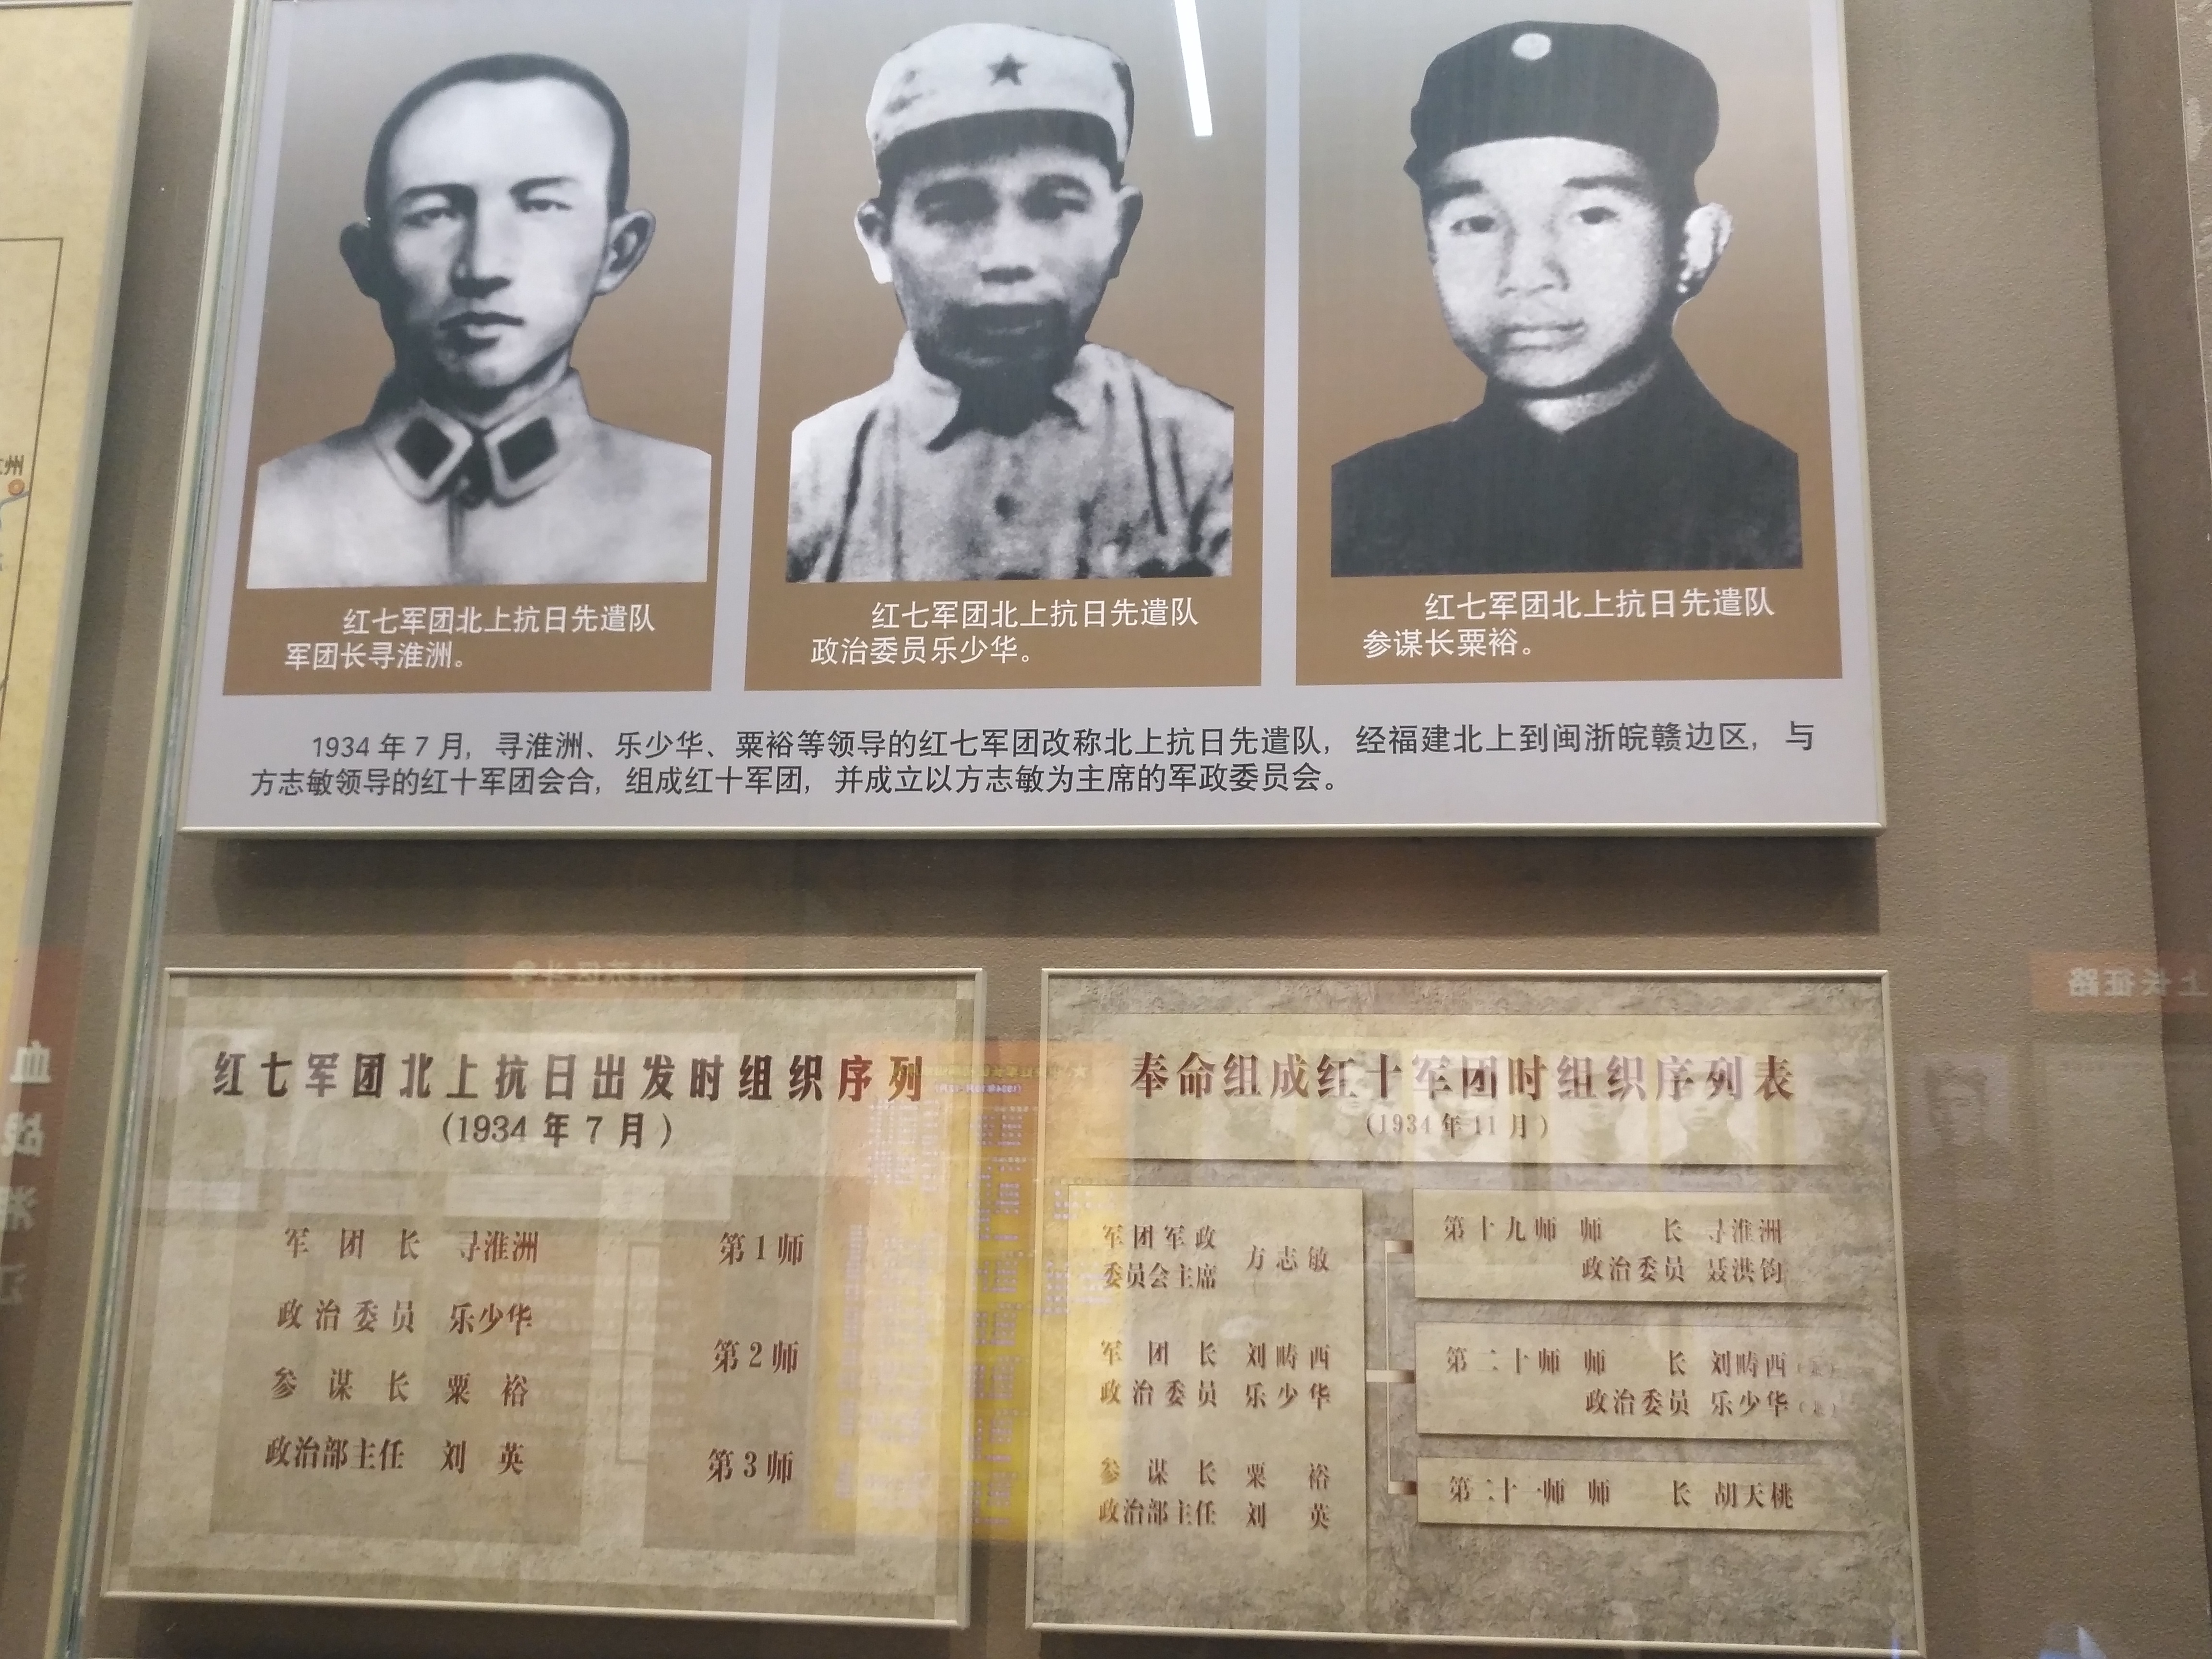 红七军团北上抗日先遣队
军团长寻淮洲。
红七军团北上抗日先遣队
政治委员乐少华。
红七军团北上抗日先遣队
参谋长粟裕。
1934年7月，寻淮洲、乐少华、粟裕等领导的红七军团改称北上抗日先遣队，经福建北上到闽浙皖赣边区，与
方志敏领导的红十军团会合，组成红十军团，并成立以方志敏为主席的军政委员会。
红七军团北上抗日出发时组织序列
(1934年7月)
军团长 寻淮洲
政治委员 乐少华
参谋长 粟裕
政治部主任 刘英
第1师
第2师
第3师
奉命组成红十军团时组织序列表
(1934年11月)
军团军政
委员会主席 方志敏
军团长 刘畴西
政治委员 乐少华
参谋长 粟裕
政治部主任 刘英
第十九师 师长 寻淮洲
政治委员 聂洪钧
第二十师 师长 刘畴西
政治委员 乐少华
第二十一师 师长 胡天桃
州
上长征路
血战湘江
坚持苏区斗争